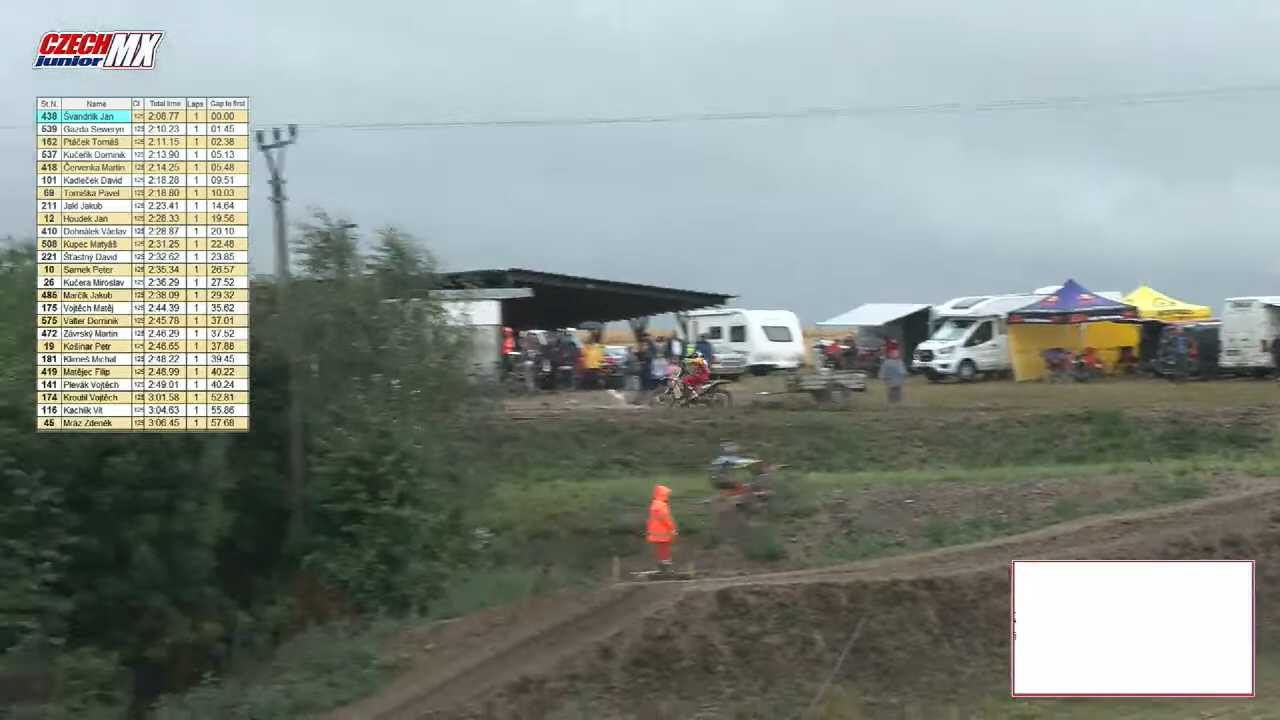 CZECH MX
junior
St.N. Name Cl Total time Laps Gap to first
438 Švandrlík Jan 125 2:08.77 1 00.00
539 Gazda Seweryn 125 2:10.23 1 01.45
162 Ptáček Tomáš 125 2:11.15 1 02.38
537 Kučeřík Dominik 125 2:13.90 1 05.13
418 Červenka Martin 125 2:14.25 1 05.48
101 Kadleček David 125 2:18.28 1 09.51
69 Tomiška Pavel 125 2:18.80 1 10.03
211 Jakl Jakub 125 2:23.41 1 14.64
12 Houdek Jan 125 2:28.33 1 19.56
410 Dohnálek Václav 125 2:28.87 1 20.10
508 Kupec Matyáš 125 2:31.25 1 22.48
221 Šťastný David 125 2:32.62 1 23.85
10 Samek Peter 125 2:35.34 1 26.57
26 Kučera Miroslav 125 2:36.29 1 27.52
485 Marčík Jakub 125 2:38.09 1 29.32
175 Vojtěch Matěj 125 2:44.39 1 35.62
575 Valter Dominik 125 2:45.78 1 37.01
472 Závrský Martin 125 2:46.29 1 37.52
19 Košinar Petr 125 2:46.65 1 37.88
181 Klimeš Michal 125 2:48.22 1 39.45
419 Matějec Filip 125 2:48.99 1 40.22
141 Plevák Vojtěch 125 2:49.01 1 40.24
174 Kroutil Vojtěch 125 3:01.58 1 52.81
116 Kachlík Vít 125 3:04.63 1 55.86
45 Mráz Zdeněk 125 3:06.45 1 57.68